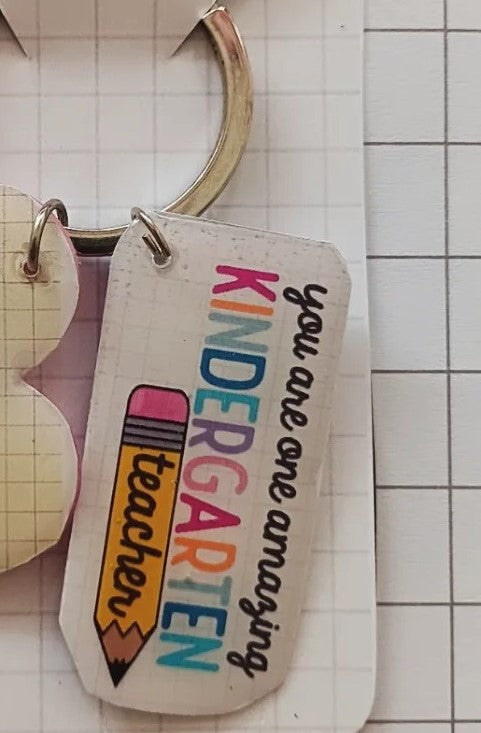 you are one amazing
KINDERGARTEN
teacher